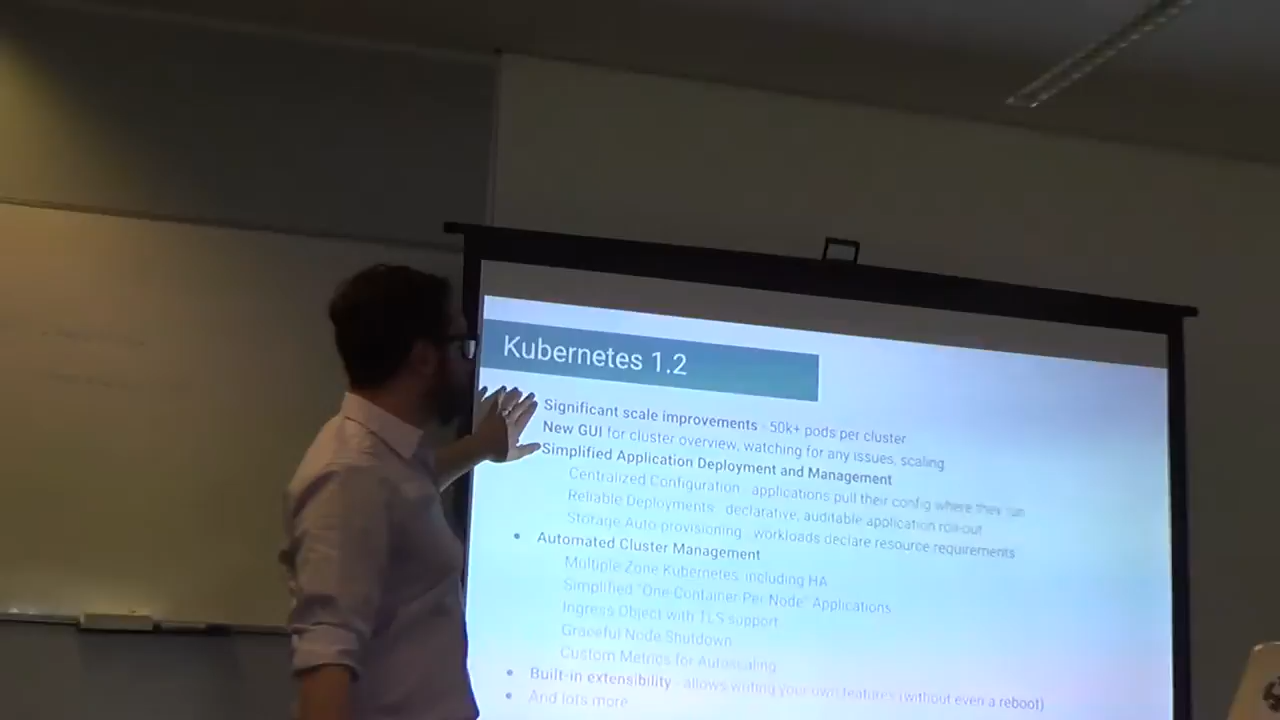 Kubernetes 1.2
Significant scale improvements - 50k+ pods per cluster
New GUI for cluster overview, watching for any issues, scaling
Simplified Application Deployment and Management
Centralized Configuration - applications pull their config where they run
Reliable Deployments - declarative, auditable application roll-out
Storage Auto-provisioning - workloads declare resource requirements
• Automated Cluster Management
Multiple Zone Kubernetes, including HA
Simplified "One-Container-Per-Node" Applications
Ingress Object with TLS support
Graceful Node Shutdown
Custom Metrics for Autoscaling
• Built-in extensibility - allows writing your own features (without even a reboot)
• And lots more